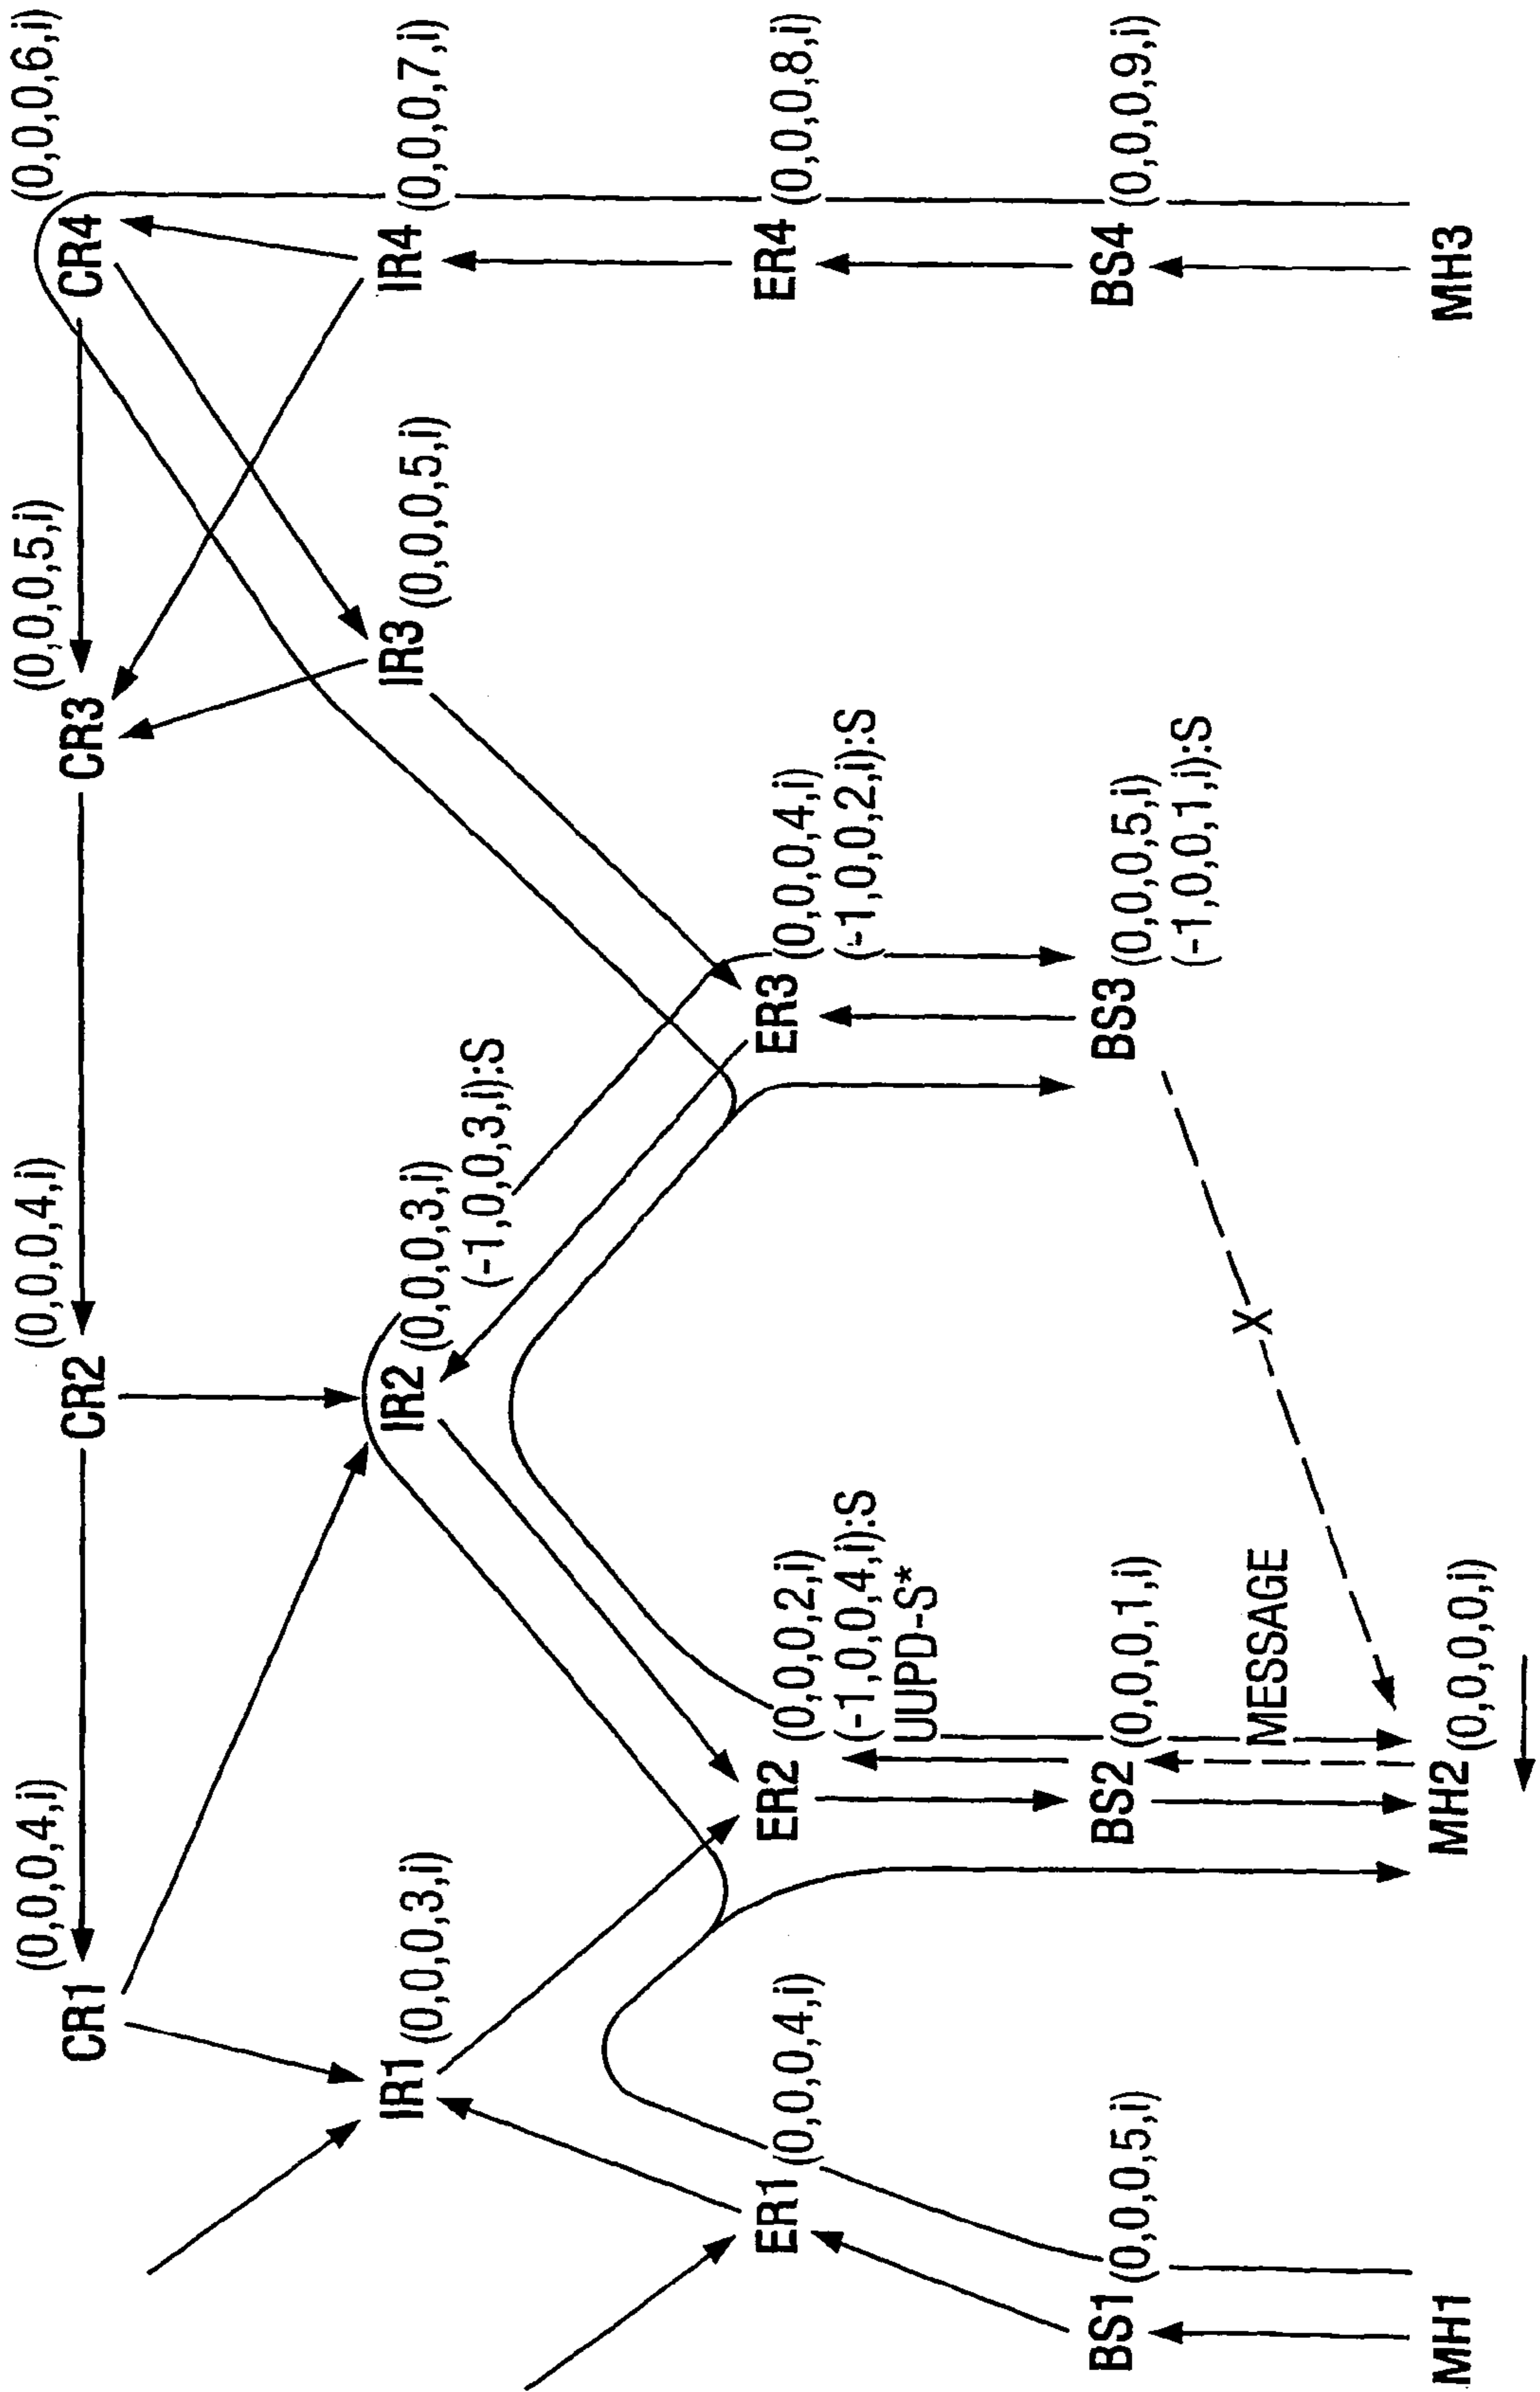 (0,0,0,4,i)
(0,0,0,4,i)
(0,0,0,5,i)
(0,0,0,6,i)
CR1
CR2
CR3
CR4
IR1
(0,0,0,3,i)
IR2
(0,0,0,3,i)
(-1,0,0,3,i):S
IR3
(0,0,0,5,i)
IR4
(0,0,0,7,i)
ER1
(0,0,0,4,i)
ER2
(0,0,0,2,i)
(-1,0,0,4,i):S
UUPD-S*
ER3
(0,0,0,4,i)
(-1,0,0,2,i):S
ER4
(0,0,0,8,i)
BS1
(0,0,0,5,i)
BS2
(0,0,0,1,i)
BS3
(0,0,0,5,i)
(-1,0,0,1,i):S
BS4
(0,0,0,9,i)
MESSAGE
X
MH1
MH2
(0,0,0,0,i)
MH3